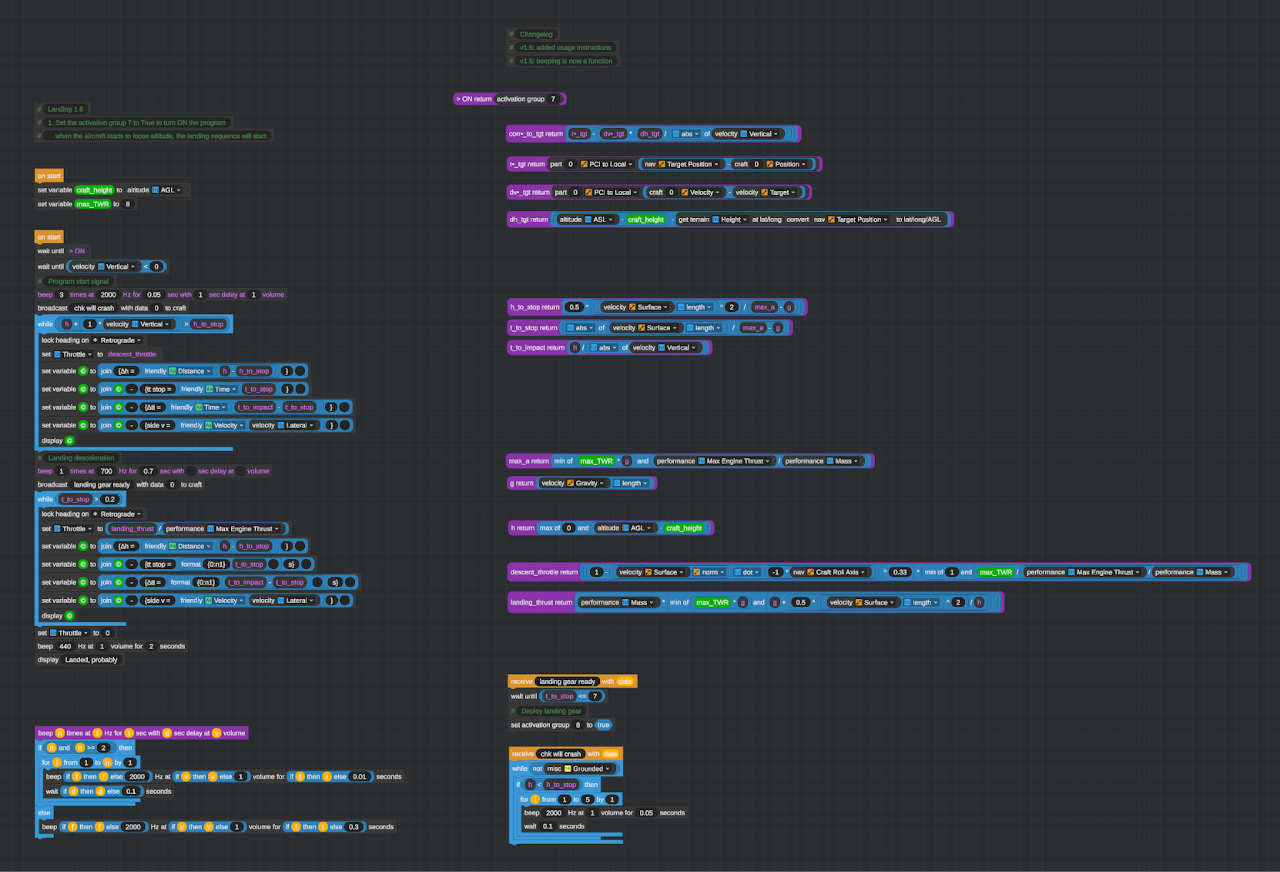 # Changelog
# v1.6: added usage instructions
# v1.5: beeping is now a function
> ON return activation group 7
# Landing 1.6
# 1. Set the activation group 7 to True to turn ON the program
# when the aircraft starts to loose altitude, the landing sequence will start
on start
set variable craft_height to altitude AGL
set variable max_TWR to 8
on start
wait until > ON
wait until velocity Vertical < 0
# Program start signal
beep 3 times at 2000 Hz for 0.05 sec with 1 sec delay at 1 volume
broadcast chk will crash with data 0 to craft
while h + 1 * velocity Vertical > h_to_stop
lock heading on Retrograde
set Throttle to descent_throttle
set variable © to join {Δh = friendly Distance h - h_to_stop }
set variable © to join © - {tt stop = friendly Time t_to_stop }
set variable © to join © - {Δtt = friendly Time t_to_impact - t_to_stop }
set variable © to join © - {side v = friendly Velocity velocity Lateral }
display ©
# Landing desceleration
beep 1 times at 700 Hz for 0.7 sec with sec delay at volume
broadcast landing gear ready with data 0 to craft
while t_to_stop > 0.2
lock heading on Retrograde
set Throttle to landing_thrust / performance Max Engine Thrust
set variable © to join {Δh = friendly Distance h - h_to_stop }
set variable © to join © - {tt stop = format {0:n1} t_to_stop s}
set variable © to join © - {Δtt = format {0:n1} t_to_impact - t_to_stop s}
set variable © to join © - {side v = friendly Velocity velocity Lateral }
display ©
set Throttle to 0
beep 440 Hz at 1 volume for 2 seconds
display Landed, probably
beep n times at f Hz for t sec with d sec delay at v volume
if n and n >= 2 then
for i from 1 to n by 1
beep if f then f else 2000 Hz at if v then v else 1 volume for if t then t else 0.01 seconds
wait if d then d else 0.1 seconds
else
beep if f then f else 2000 Hz at if v then v else 1 volume for if t then t else 0.3 seconds
corr•_to_tgt return r•_tgt - dv•_tgt * dh_tgt / abs of velocity Vertical
r•_tgt return part 0 PCI to Local nav Target Position - craft 0 Position
dv•_tgt return part 0 PCI to Local craft 0 Velocity - velocity Target
dh_tgt return altitude ASL - craft_height - get terrain Height at lat/long convert nav Target Position to lat/long/AGL
h_to_stop return 0.5 * velocity Surface length ^ 2 / max_a - g
t_to_stop return abs of velocity Surface length / max_a - g
t_to_impact return h / abs of velocity Vertical
max_a return min of max_TWR * g and performance Max Engine Thrust / performance Mass
g return velocity Gravity length
h return max of 0 and altitude AGL - craft_height
descent_throttle return 1 - velocity Surface norm dot -1 * nav Craft Roll Axis ^ 0.33 * min of 1 and max_TWR / performance Max Engine Thrust / performance Mass
landing_thrust return performance Mass * min of max_TWR * g and g + 0.5 * velocity Surface length ^ 2 / h
receive landing gear ready with data
wait until t_to_stop <= 7
# Deploy landing gear
set activation group 8 to true
receive chk will crash with data
while not misc Grounded
if h < h_to_stop then
for i from 1 to 5 by 1
beep 2000 Hz at 1 volume for 0.05 seconds
wait 0.1 seconds